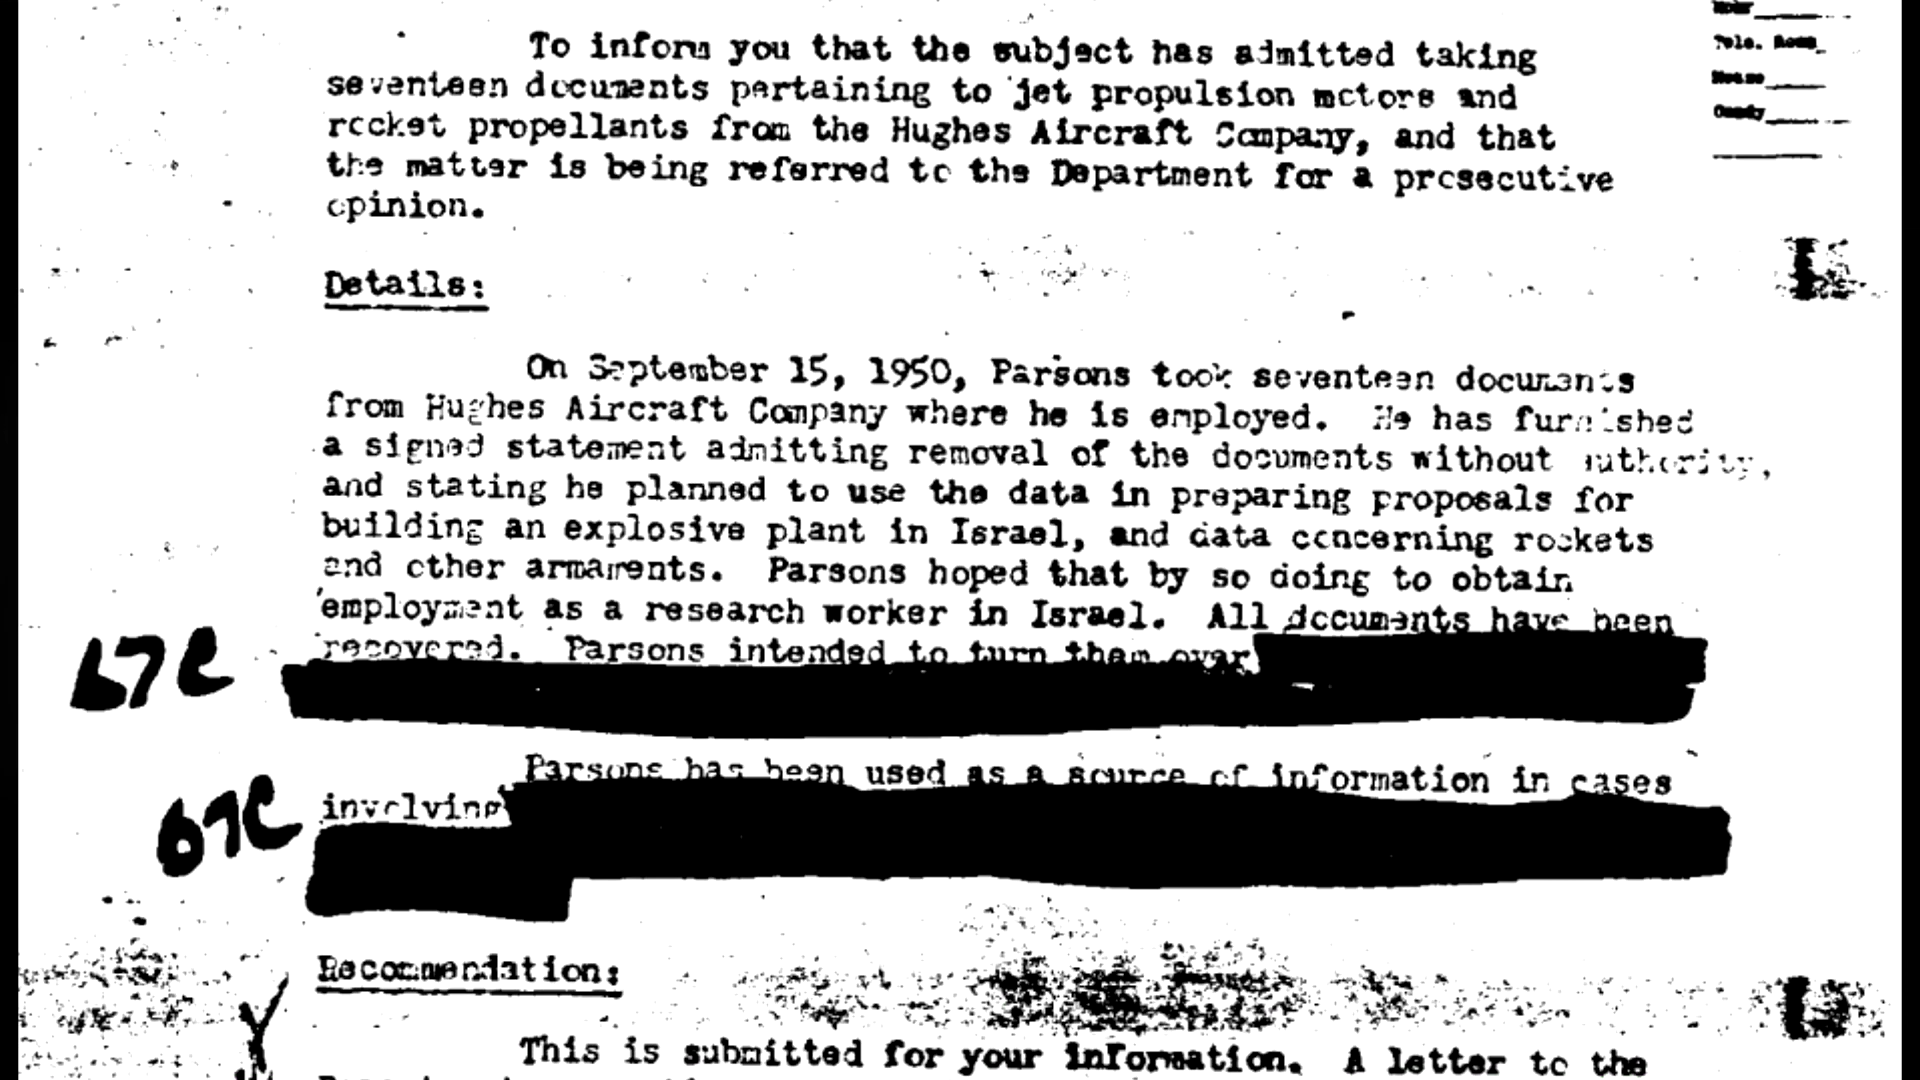 To inform you that the subject has admitted taking
seventeen documents pertaining to jet propulsion motors and
rocket propellants from the Hughes Aircraft Company, and that
the matter is being referred to the Department for a prosecutive
opinion.
Tele. Room
Gandy
Details:
On September 15, 1950, Parsons took seventeen documents
from Hughes Aircraft Company where he is employed. He has furnished
a signed statement admitting removal of the documents without authority,
and stating he planned to use the data in preparing proposals for
building an explosive plant in Israel, and data concerning rockets
and other armaments. Parsons hoped that by so doing to obtain
employment as a research worker in Israel. All documents have been
recovered. Parsons intended to turn them over
b7C
Parsons has been used as a source of information in cases
involving
b7C
Recommendation:
This is submitted for your information. A letter to the